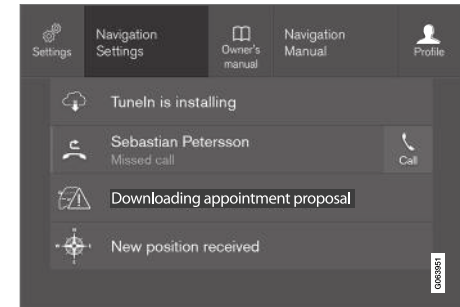 Settings
Navigation
Settings
Owner's
manual
Navigation
Manual
Profile
TuneIn is installing
Sebastian Petersson
Missed call
Call
Downloading appointment proposal
New position received
G063951